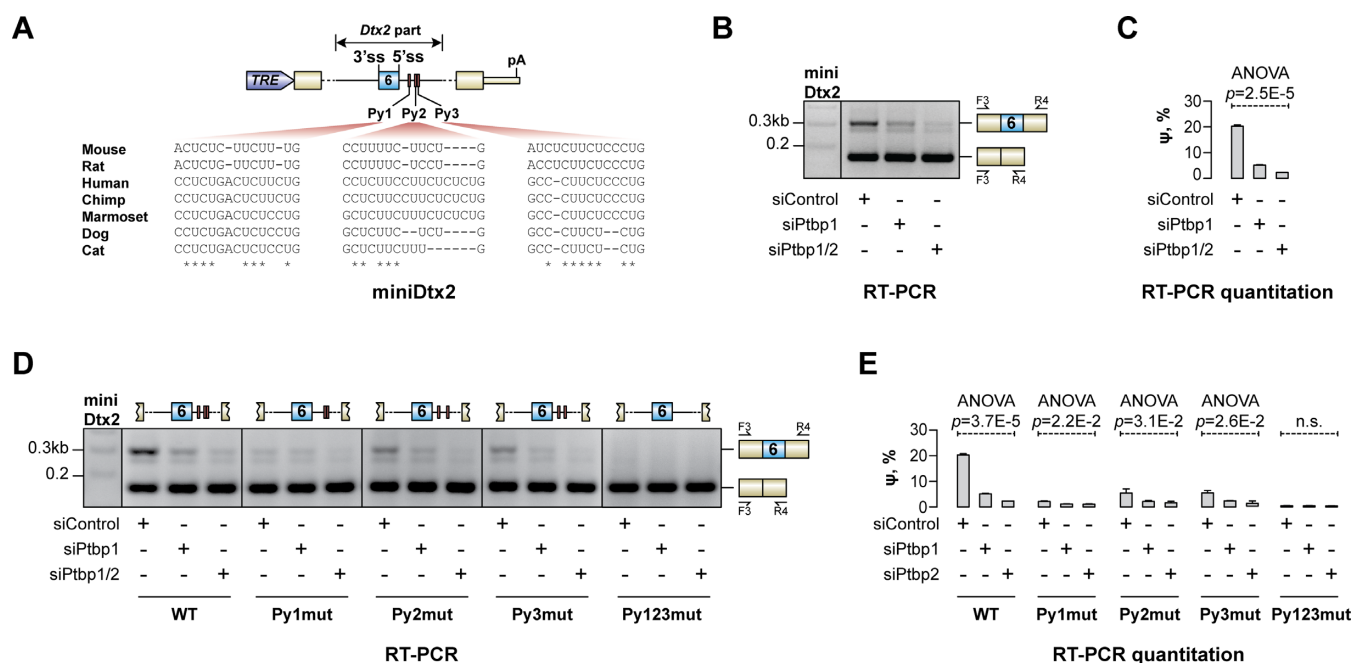 A
Dtx2 part
3'ss 5'ss
TRE
6
pA
Py1 Py2 Py3
Mouse ACUCUC-UUCUU-UG CCUUUUC-UUCU----G AUCUCUUCUCCCUG
Rat ACUCUG-UUCUU-UG CCUUUUC-UCCU----G ACCUCUUCUCCCUG
Human CCUCUGACUCUUCUG CCUCUUCCUUCUCUCUG GCC-CUUCUCCCUG
Chimp CCUCUGACUCUUCUG CCUCUUCCUUCUCUCUG GCC-CUUCUCCCUG
Marmoset CCUCUGACUCUCCUG GCUCUUCCUUCUCUCUG GCC-CUUCUCCCUG
Dog CCUCUGACUCUCCUG GCUCUUC--UCU----G GCC-CUUCU--CUG
Cat CCUCUGACUCUCCUG GCUCUUCUUU------G GCC-CUUCU--CUG
**** *** * ** *** * ***** **
miniDtx2
B
mini
Dtx2
0.3kb
0.2
F3 R4
6
F3 R4
siControl + - -
siPtbp1 - + -
siPtbp1/2 - - +
RT-PCR
C
ANOVA
p=2.5E-5
Ψ, %
30
20
10
0
siControl + - -
siPtbp1 - + -
siPtbp1/2 - - +
RT-PCR quantitation
D
mini
Dtx2
6 6 6 6 6
0.3kb
0.2
F3 R4
6
F3 R4
siControl + - - + - - + - - + - - + - -
siPtbp1 - + - - + - - + - - + - - + -
siPtbp1/2 - - + - - + - - + - - + - - +
WT Py1mut Py2mut Py3mut Py123mut
RT-PCR
E
ANOVA ANOVA ANOVA ANOVA
p=3.7E-5 p=2.2E-2 p=3.1E-2 p=2.6E-2 n.s.
Ψ, %
30
20
10
0
siControl + - - + - - + - - + - - + - -
siPtbp1 - + - - + - - + - - + - - + -
siPtbp2 - - + - - + - - + - - + - - +
WT Py1mut Py2mut Py3mut Py123mut
RT-PCR quantitation